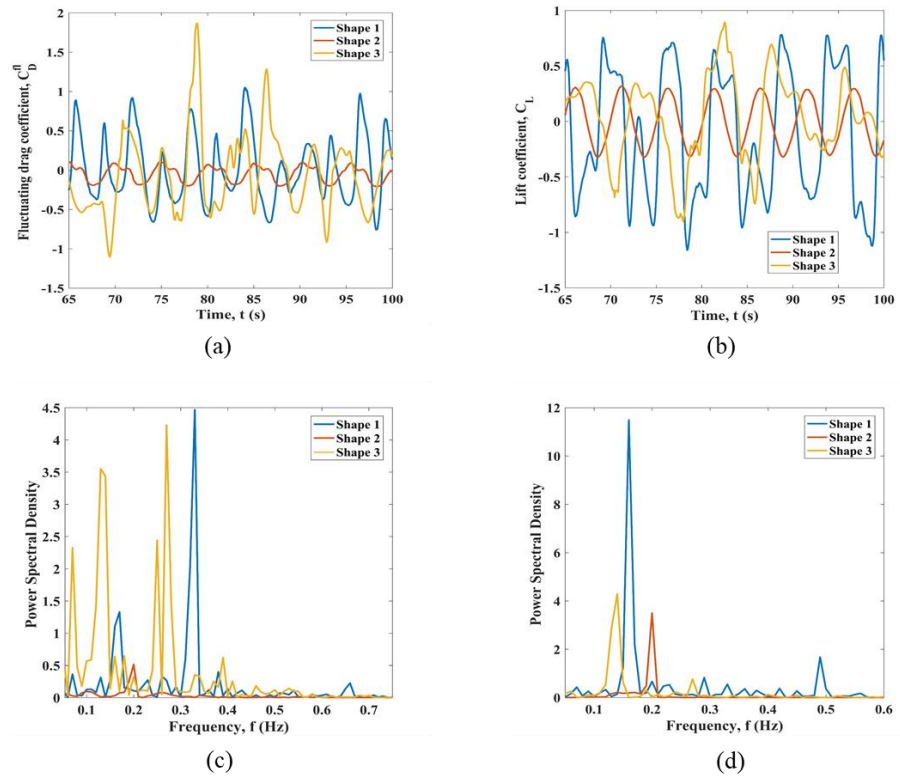 2
1.5
1
0.5
0
-0.5
-1
-1.5
Fluctuating drag coefficient, C_D^fl
65 70 75 80 85 90 95 100
Time, t (s)
Shape 1
Shape 2
Shape 3
(a)
1
0.5
0
-0.5
-1
-1.5
Lift coefficient, C_L
65 70 75 80 85 90 95 100
Time, t (s)
Shape 1
Shape 2
Shape 3
(b)
4.5
4
3.5
3
2.5
2
1.5
1
0.5
0
Power Spectral Density
0.1 0.2 0.3 0.4 0.5 0.6 0.7
Frequency, f (Hz)
Shape 1
Shape 2
Shape 3
(c)
12
10
8
6
4
2
0
Power Spectral Density
0.1 0.2 0.3 0.4 0.5 0.6
Frequency, f (Hz)
Shape 1
Shape 2
Shape 3
(d)